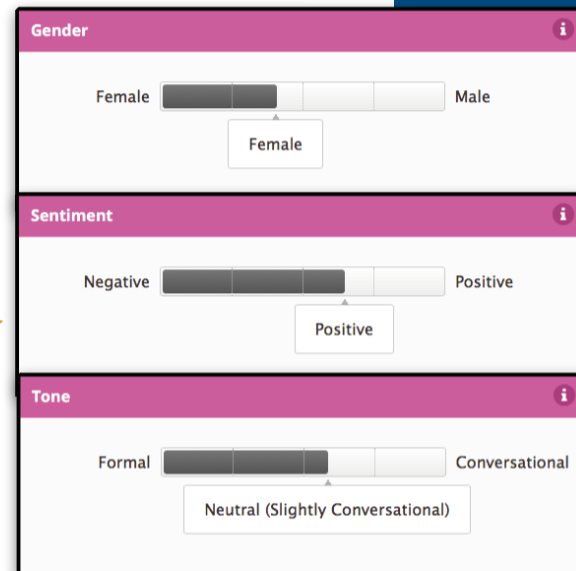 Gender
Female Male
Female
Sentiment
Negative Positive
Positive
Tone
Formal Conversational
Neutral (Slightly Conversational)